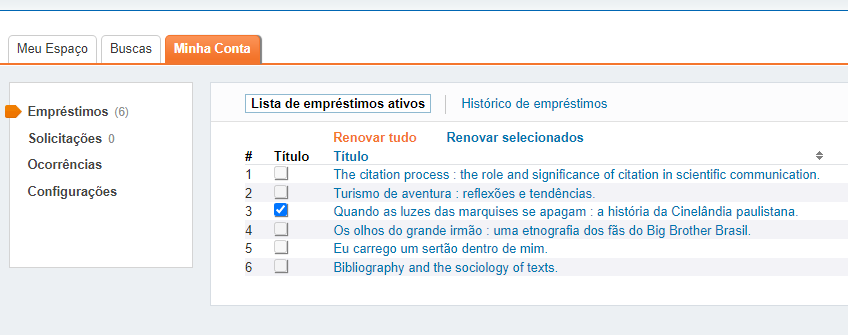 Meu Espaço Buscas Minha Conta
Empréstimos (6)
Solicitações 0
Ocorrências
Configurações
Lista de empréstimos ativos Histórico de empréstimos
Renovar tudo Renovar selecionados
# Título Título
1 The citation process : the role and significance of citation in scientific communication.
2 Turismo de aventura : reflexões e tendências.
3 Quando as luzes das marquises se apagam : a história da Cinelândia paulistana.
4 Os olhos do grande irmão : uma etnografia dos fãs do Big Brother Brasil.
5 Eu carrego um sertão dentro de mim.
6 Bibliography and the sociology of texts.